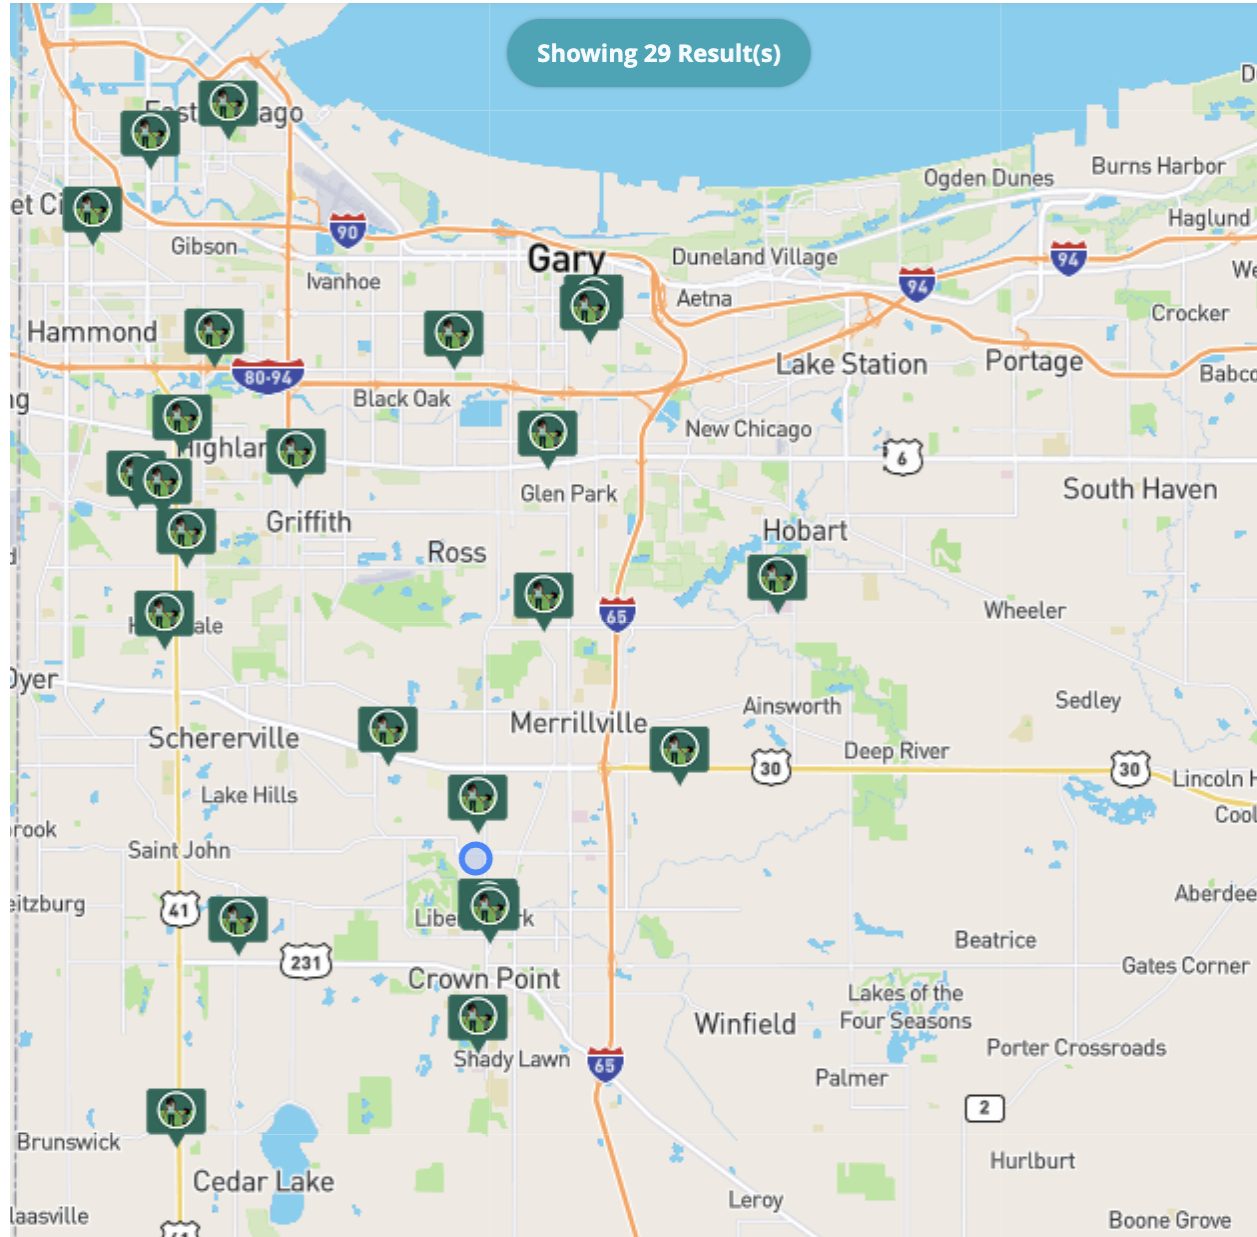 Showing 29 Result(s)
Burns Harbor
Ogden Dunes
Haglund
Gibson
90
Gary
Duneland Village
94
94
Ivanhoe
Aetna
Crocker
Hammond
Lake Station
Portage
80-94
Black Oak
New Chicago
6
Glen Park
South Haven
Griffith
Hobart
Ross
65
Wheeler
Schererville
Merrillville
Ainsworth
Sedley
Deep River
30
30
Lincoln H
Lake Hills
Saint John
41
Aberdee
231
Beatrice
Crown Point
Gates Corner
Lakes of the
Four Seasons
Winfield
Shady Lawn
65
Porter Crossroads
Palmer
2
Brunswick
Hurlburt
Cedar Lake
Leroy
Boone Grove